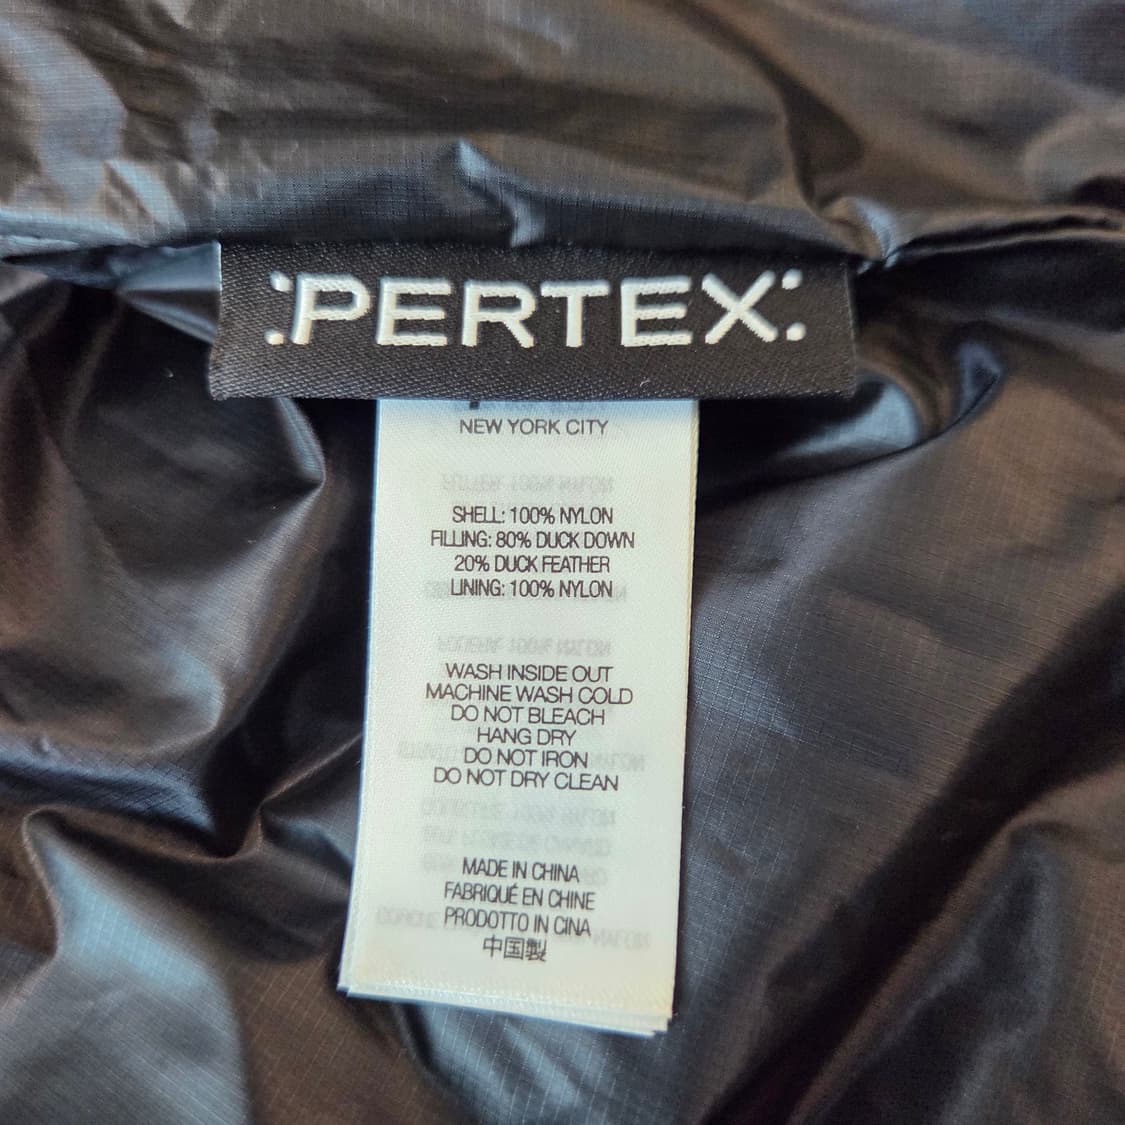 PERTEX
NEW YORK CITY
SHELL: 100% NYLON
FILLING: 80% DUCK DOWN
20% DUCK FEATHER
LINING: 100% NYLON
WASH INSIDE OUT
MACHINE WASH COLD
DO NOT BLEACH
HANG DRY
DO NOT IRON
DO NOT DRY CLEAN
MADE IN CHINA
FABRIQUÉ EN CHINE
PRODOTTO IN CINA
中国製